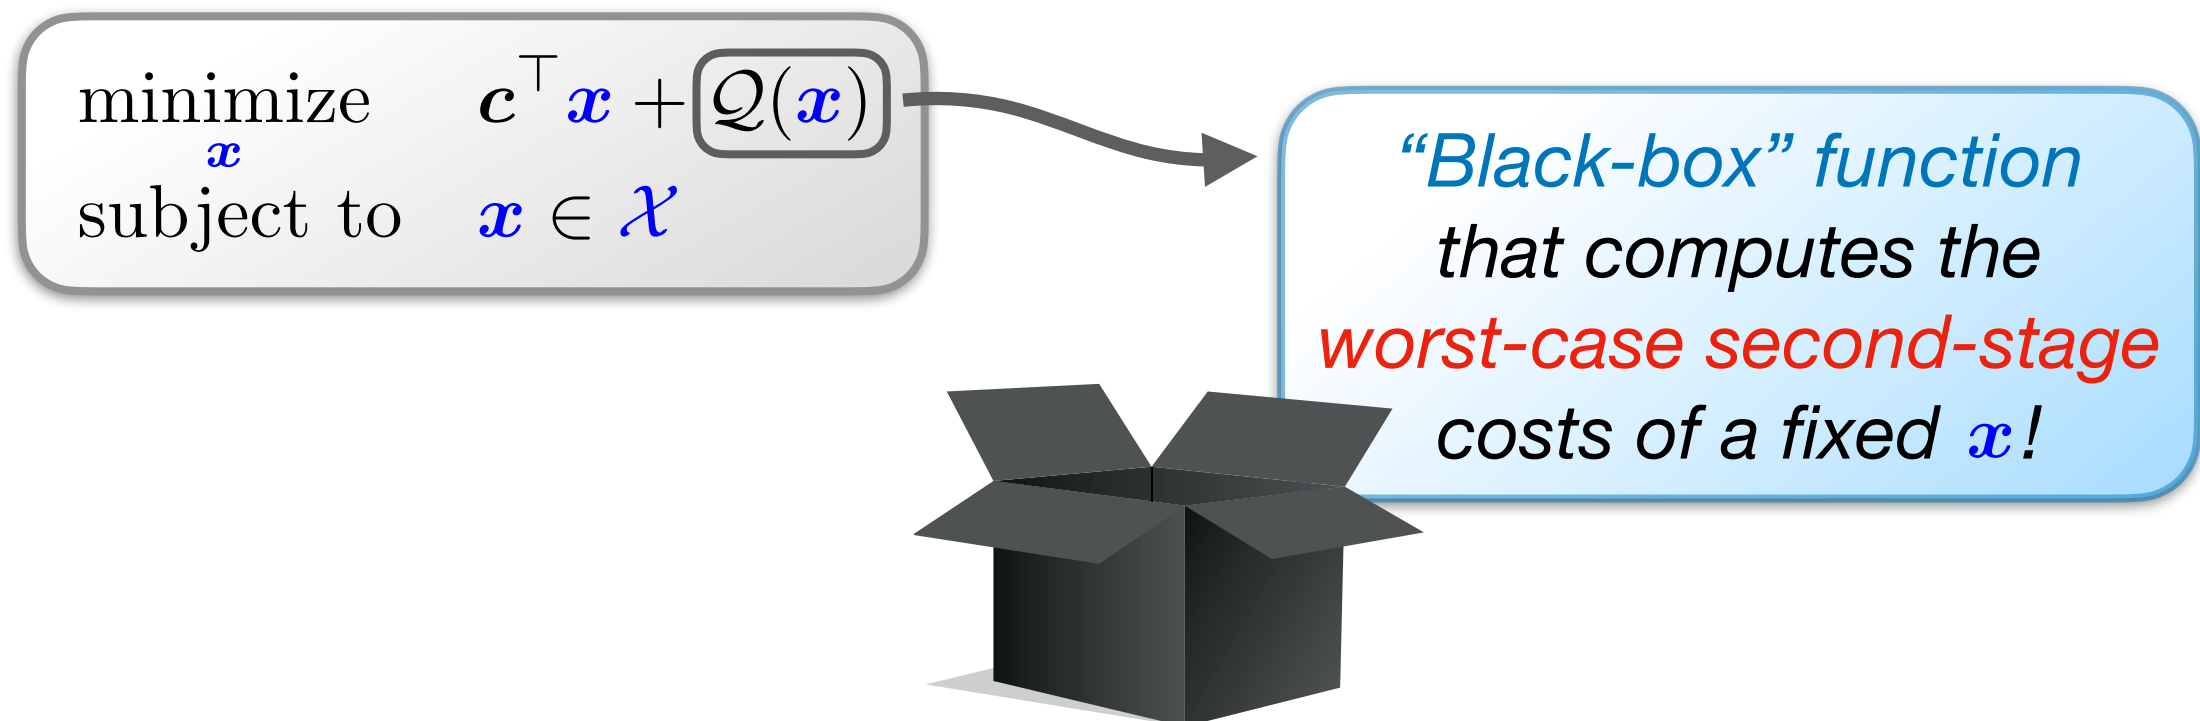 minimize c⊤x + Q(x)
x
subject to x ∈ X
“Black-box” function
that computes the
worst-case second-stage
costs of a fixed x!